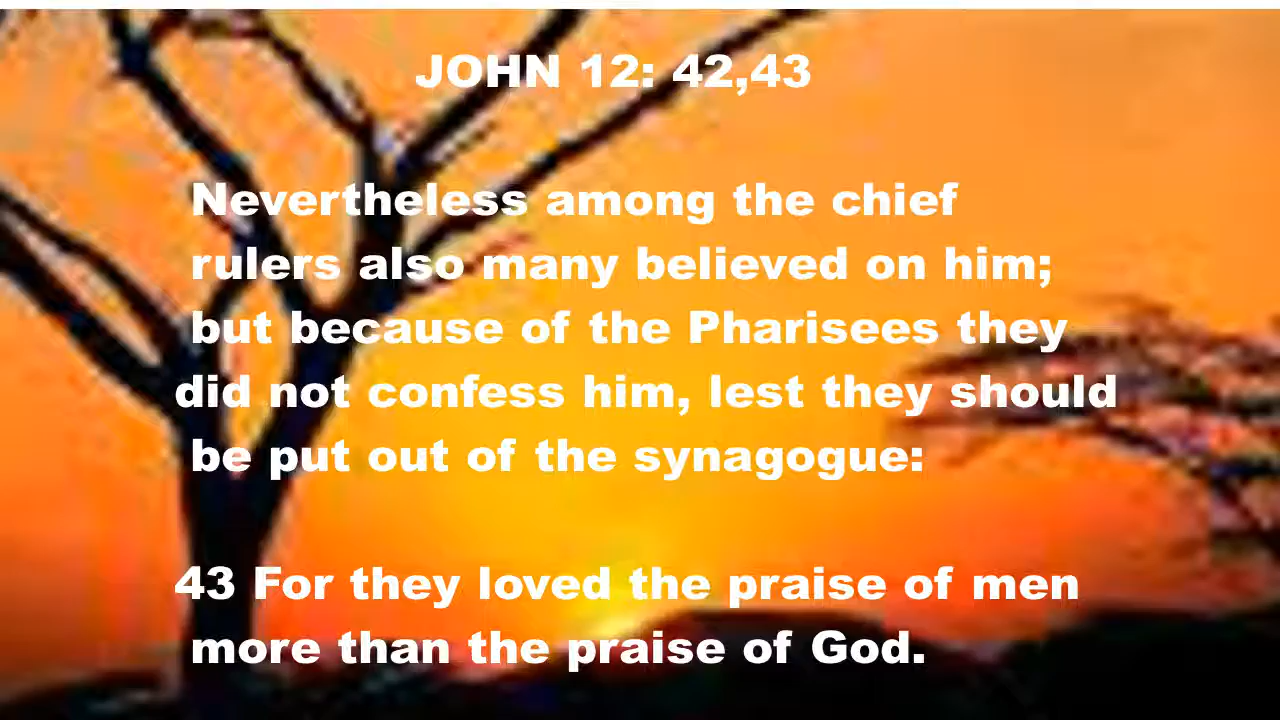 JOHN 12: 42,43
Nevertheless among the chief
rulers also many believed on him;
but because of the Pharisees they
did not confess him, lest they should
be put out of the synagogue:
43 For they loved the praise of men
more than the praise of God.